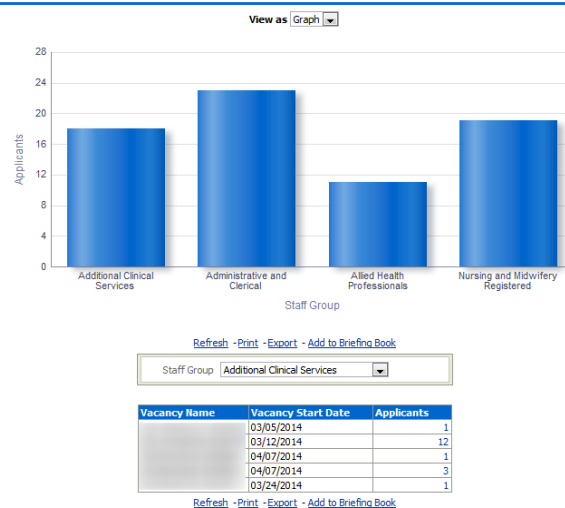 View as Graph
28
24
20
16
12
8
4
0
Applicants
Additional Clinical Services
Administrative and Clerical
Allied Health Professionals
Nursing and Midwifery Registered
Staff Group
Refresh - Print - Export - Add to Briefing Book
Staff Group Additional Clinical Services
Vacancy Name Vacancy Start Date Applicants
03/05/2014 1
03/12/2014 12
04/07/2014 1
04/07/2014 3
03/24/2014 1
Refresh - Print - Export - Add to Briefing Book